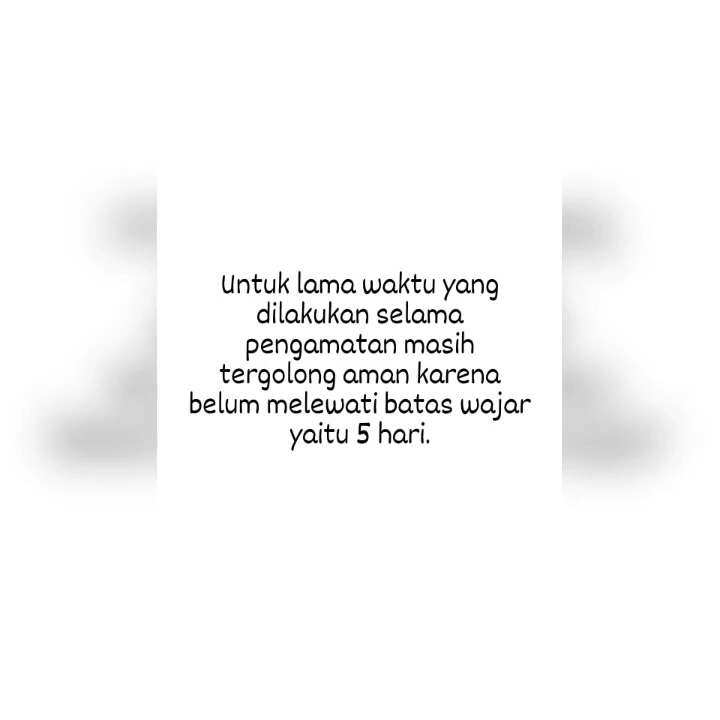 Untuk lama waktu yang
dilakukan selama
pengamatan masih
tergolong aman karena
belum melewati batas wajar
yaitu 5 hari.